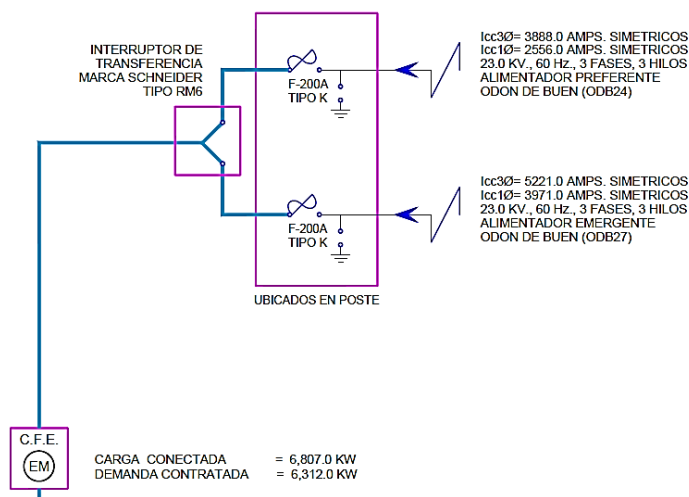 INTERRUPTOR DE
TRANSFERENCIA
MARCA SCHNEIDER
TIPO RM6
F-200A
TIPO K
Icc3Ø= 3888.0 AMPS. SIMETRICOS
Icc1Ø= 2556.0 AMPS. SIMETRICOS
23.0 KV., 60 Hz., 3 FASES, 3 HILOS
ALIMENTADOR PREFERENTE
ODON DE BUEN (ODB24)
F-200A
TIPO K
Icc3Ø= 5221.0 AMPS. SIMETRICOS
Icc1Ø= 3971.0 AMPS. SIMETRICOS
23.0 KV., 60 Hz., 3 FASES, 3 HILOS
ALIMENTADOR EMERGENTE
ODON DE BUEN (ODB27)
UBICADOS EN POSTE
C.F.E.
EM
CARGA CONECTADA = 6,807.0 KW
DEMANDA CONTRATADA = 6,312.0 KW